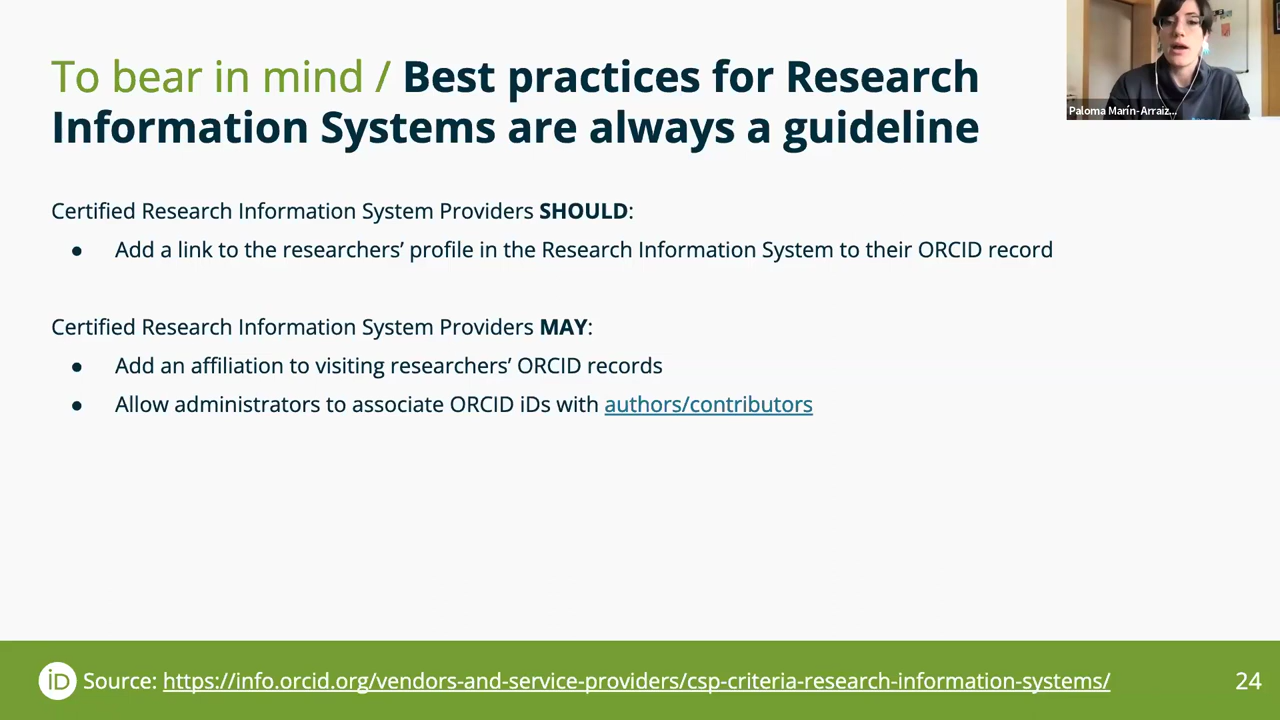 To bear in mind / Best practices for Research
Information Systems are always a guideline
Paloma Marín-Arraiz...
Certified Research Information System Providers SHOULD:
● Add a link to the researchers’ profile in the Research Information System to their ORCID record
Certified Research Information System Providers MAY:
● Add an affiliation to visiting researchers’ ORCID records
● Allow administrators to associate ORCID iDs with authors/contributors
iD Source: https://info.orcid.org/vendors-and-service-providers/csp-criteria-research-information-systems/
24